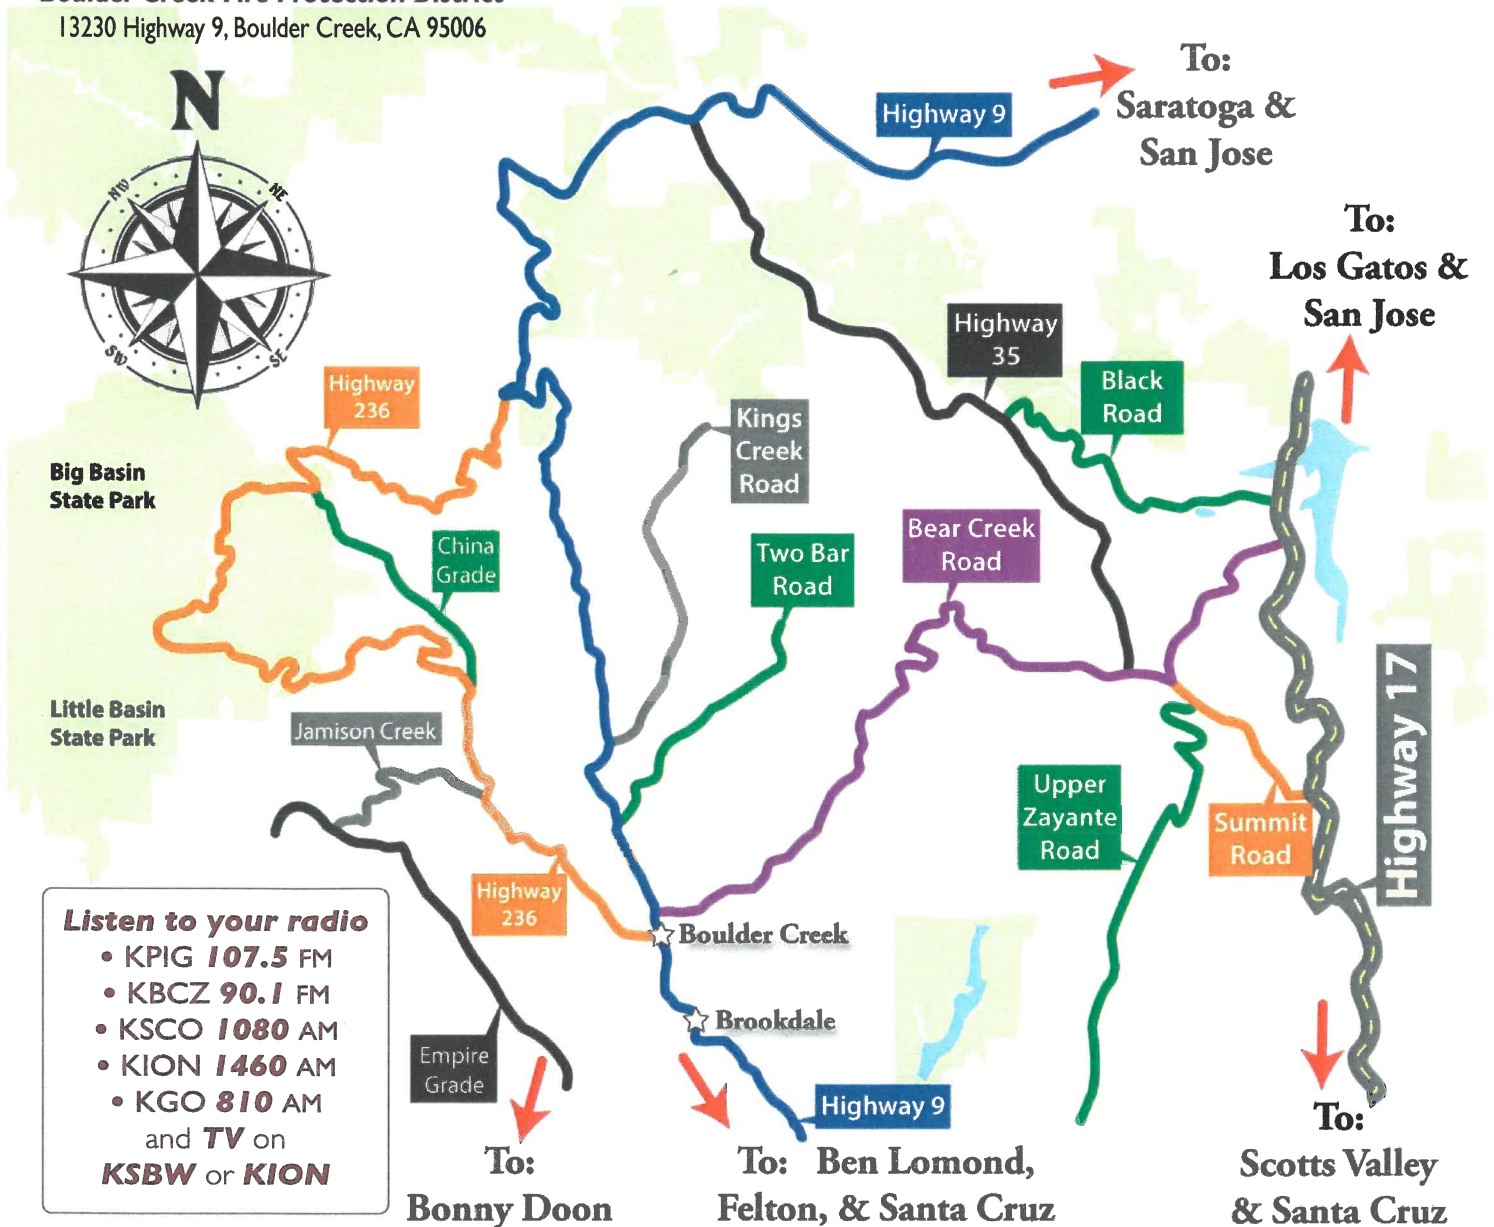 Boulder Creek Fire Protection District
13230 Highway 9, Boulder Creek, CA 95006
N
NW
NE
SW
SE
To:
Saratoga &
San Jose
Highway 9
To:
Los Gatos &
San Jose
Highway
35
Black
Road
Highway
236
Kings
Creek
Road
Big Basin
State Park
China
Grade
Two Bar
Road
Bear Creek
Road
Little Basin
State Park
Jamison Creek
Highway 17
Upper
Zayante
Road
Summit
Road
Highway
236
Boulder Creek
Brookdale
Empire
Grade
Highway 9
Listen to your radio
• KPIG 107.5 FM
• KBCZ 90.1 FM
• KSCO 1080 AM
• KION 1460 AM
• KGO 810 AM
and TV on
KSBW or KION
To:
Bonny Doon
To: Ben Lomond,
Felton, & Santa Cruz
To:
Scotts Valley
& Santa Cruz